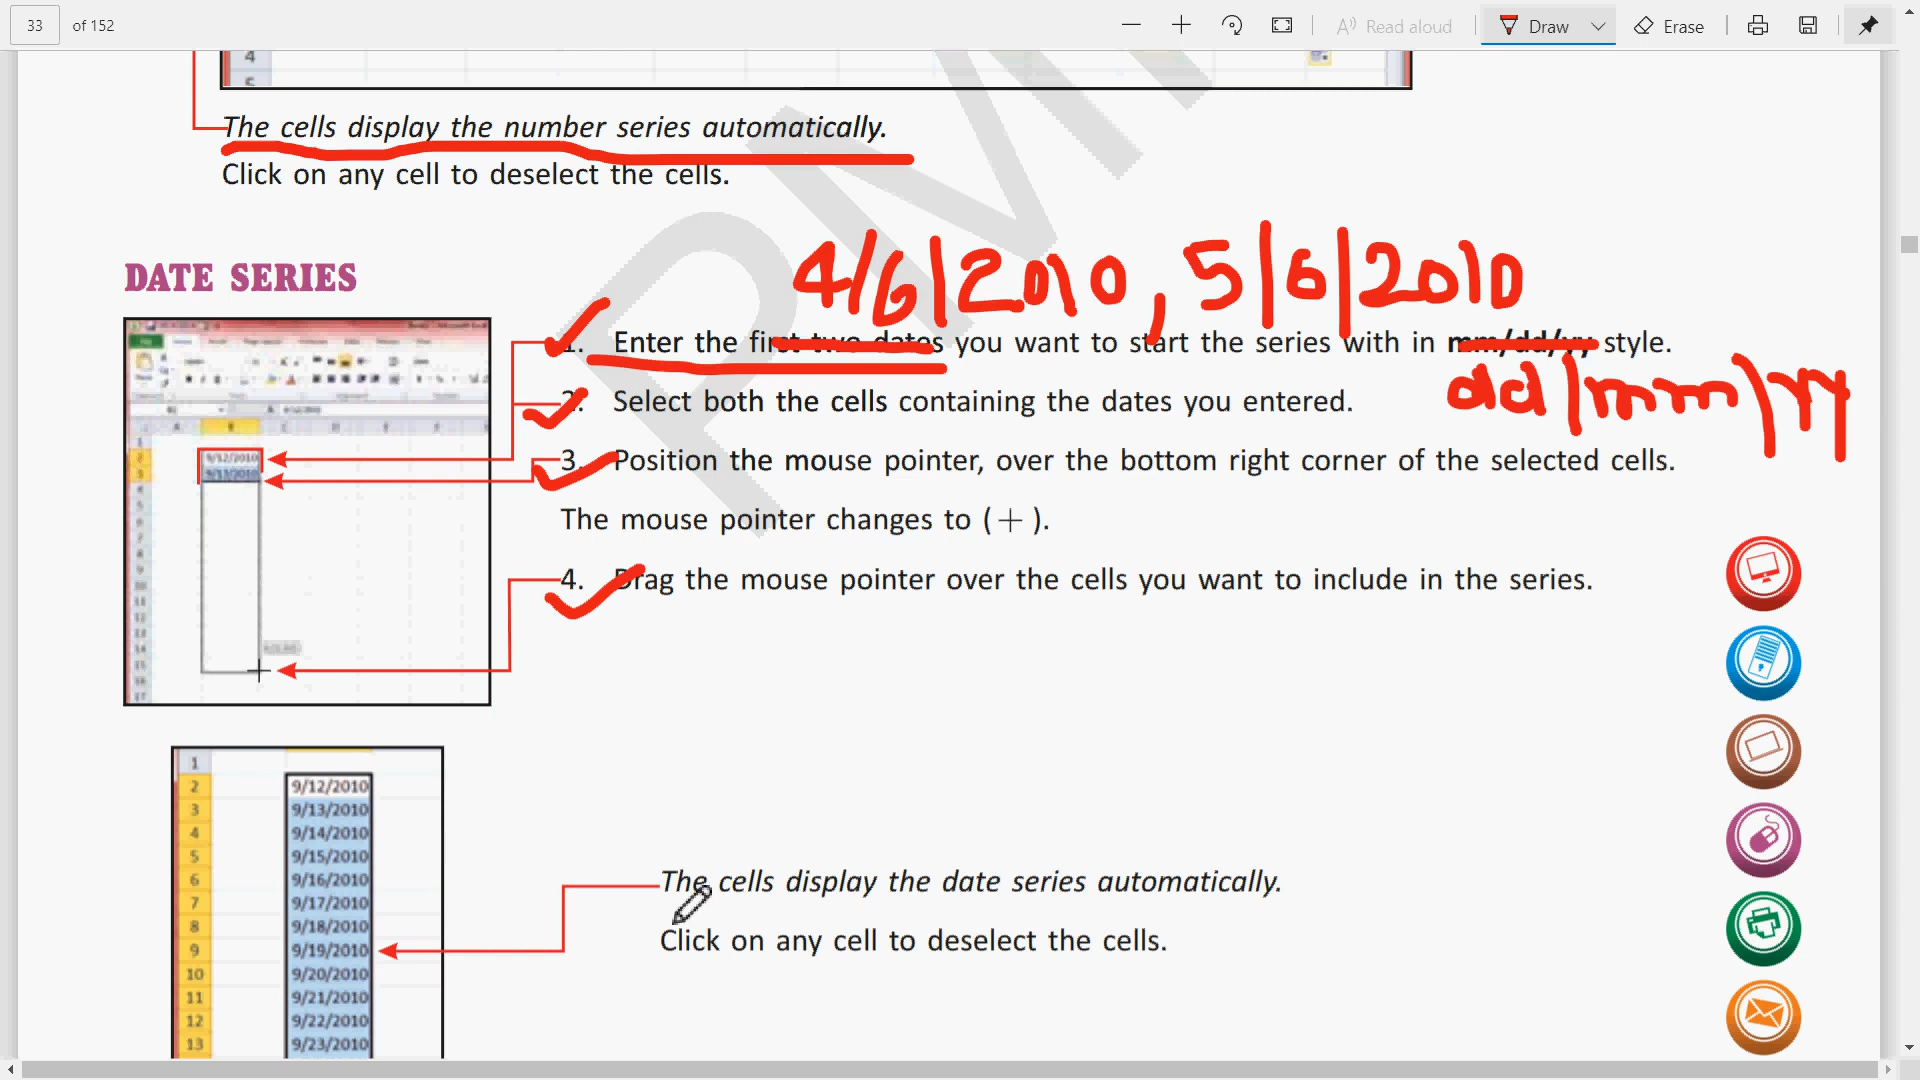 33 of 152 Read aloud Draw Erase
4
5
The cells display the number series automatically.
Click on any cell to deselect the cells.
4/6/2010, 5/6/2010
DATE SERIES
1. Enter the first two dates you want to start the series with in mm/dd/yy style.
dd/mm/yy
2. Select both the cells containing the dates you entered.
3. Position the mouse pointer, over the bottom right corner of the selected cells.
The mouse pointer changes to ( + ).
4. Drag the mouse pointer over the cells you want to include in the series.
9/12/2010
9/13/2010
1
2 9/12/2010
3 9/13/2010
4 9/14/2010
5 9/15/2010
6 9/16/2010
7 9/17/2010
8 9/18/2010
9 9/19/2010
10 9/20/2010
11 9/21/2010
12 9/22/2010
13 9/23/2010
The cells display the date series automatically.
Click on any cell to deselect the cells.